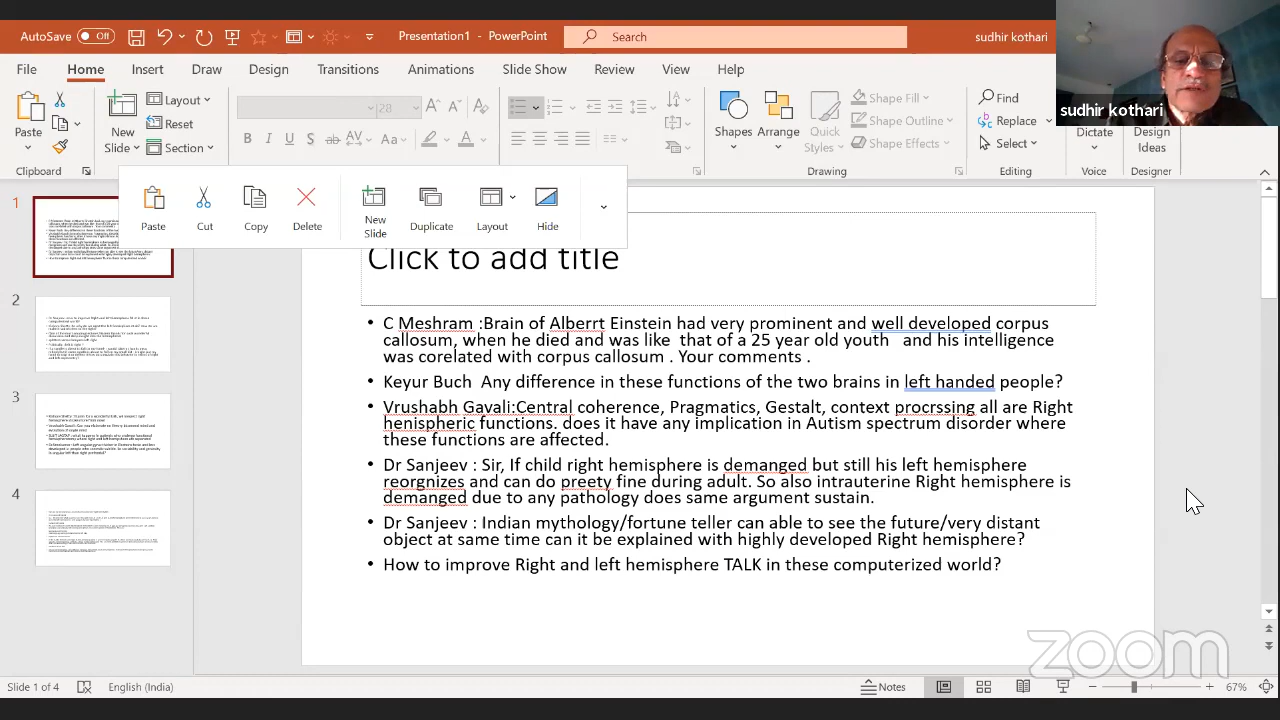 AutoSave Off Presentation1 - PowerPoint Search sudhir kothari
File Home Insert Draw Design Transitions Animations Slide Show Review View Help
sudhir kothari
Paste New Slide Layout Reset Section 28 Shapes Arrange Quick Styles Shape Fill Shape Outline Shape Effects Find Replace Select Dictate Design Ideas
Clipboard Drawing Editing Voice Designer
Paste Cut Copy Delete New Slide Duplicate Layout Hide
1
2
3
4
Click to add title
• C Meshram ,Brain of Alberrt Einstein had very prominent and well developed corpus
callosum, when he died and was like that of a 25 year old youth and his intelligence
was corelated with corpus callosum . Your comments .
• Keyur Buch Any difference in these functions of the two brains in left handed people?
• Vrushabh Gavali:Central coherence, Pragmatics, Gestalt, context procrssing all are Right
henispheric functions. does it have any implication in Autism spectrum disorder where
these functions are affected.
• Dr Sanjeev : Sir, If child right hemisphere is demanged but still his left hemisphere
reorgnizes and can do preety fine during adult. So also intrauterine Right hemisphere is
demanged due to any pathology does same argument sustain.
• Dr Sanjeev : Indian mythology/fortune teller can able to see the future/very distant
object at same time can it be explained with highly developed Right hemisphere?
• How to improve Right and left hemisphere TALK in these computerized world?
zoom
Slide 1 of 4 English (India) Notes 67%